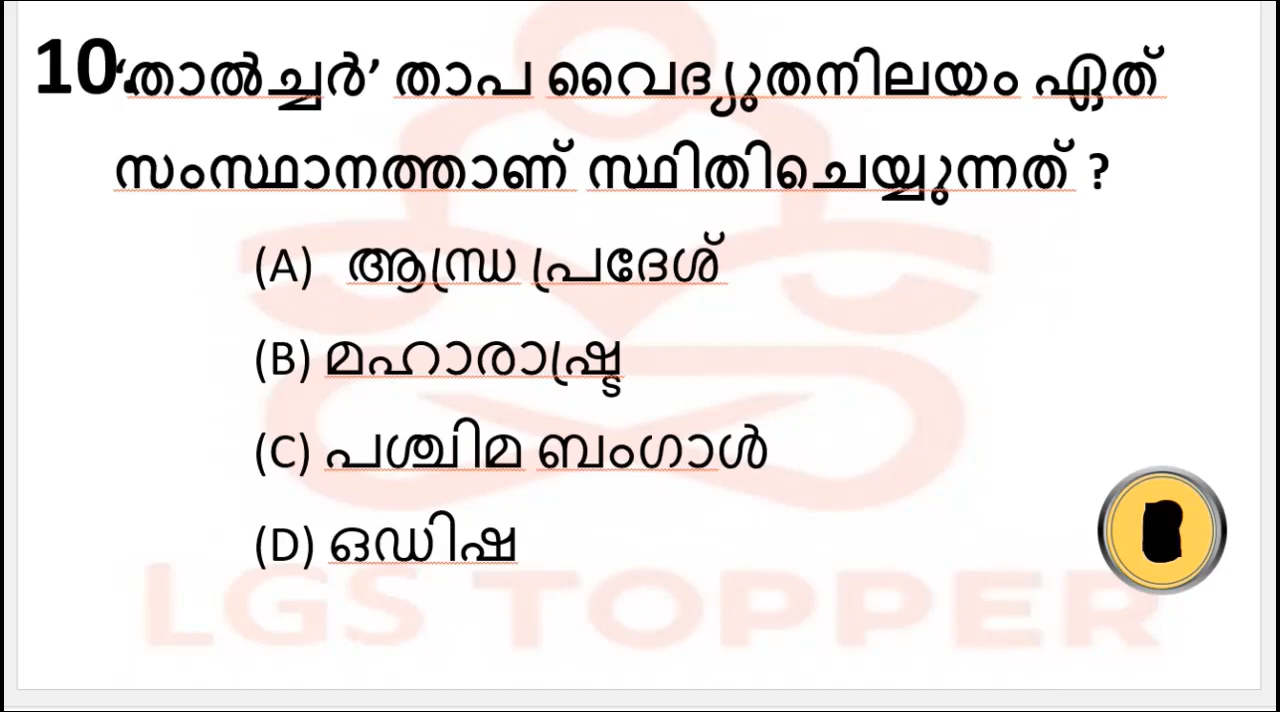 10.‘താൽച്ചർ’ താപ വൈദ്യുതനിലയം ഏത്
സംസ്ഥാനത്താണ് സ്ഥിതിചെയ്യുന്നത് ?
(A) ആന്ധ്ര പ്രദേശ്
(B) മഹാരാഷ്ട്ര
(C) പശ്ചിമ ബംഗാൾ
(D) ഒഡിഷ
LGS TOPPER